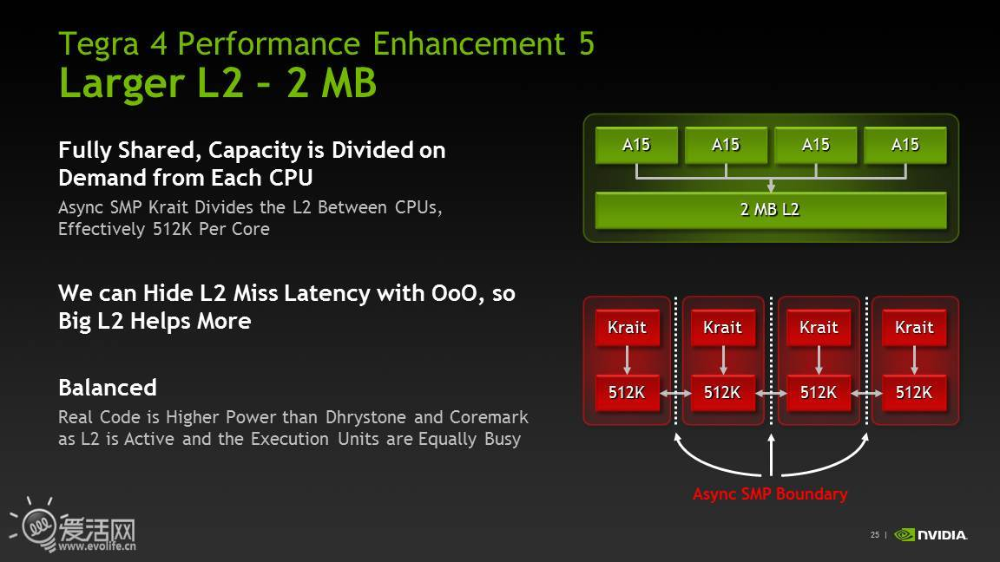 Tegra 4 Performance Enhancement 5
Larger L2 – 2 MB
Fully Shared, Capacity is Divided on
Demand from Each CPU
Async SMP Krait Divides the L2 Between CPUs,
Effectively 512K Per Core
We can Hide L2 Miss Latency with OoO, so
Big L2 Helps More
Balanced
Real Code is Higher Power than Dhrystone and Coremark
as L2 is Active and the Execution Units are Equally Busy
A15 A15 A15 A15
2 MB L2
Krait Krait Krait Krait
512K 512K 512K 512K
Async SMP Boundary
爱活网
www.evolife.cn
25 | NVIDIA.